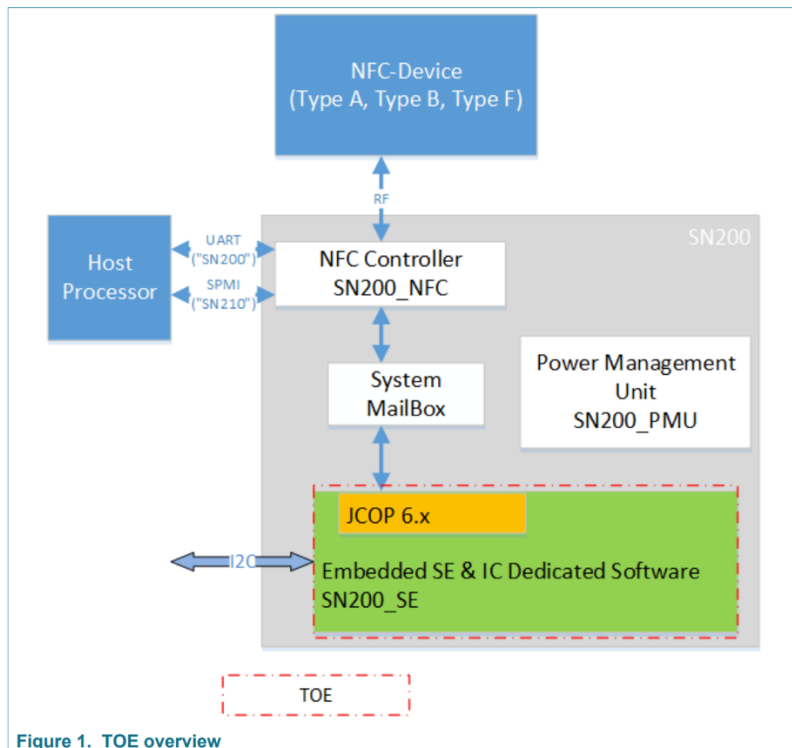 NFC-Device
(Type A, Type B, Type F)
RF
SN200
Host
Processor
UART
("SN200")
SPMI
("SN210")
NFC Controller
SN200_NFC
System
MailBox
Power Management
Unit
SN200_PMU
JCOP 6.x
I2C
Embedded SE & IC Dedicated Software
SN200_SE
TOE
Figure 1. TOE overview